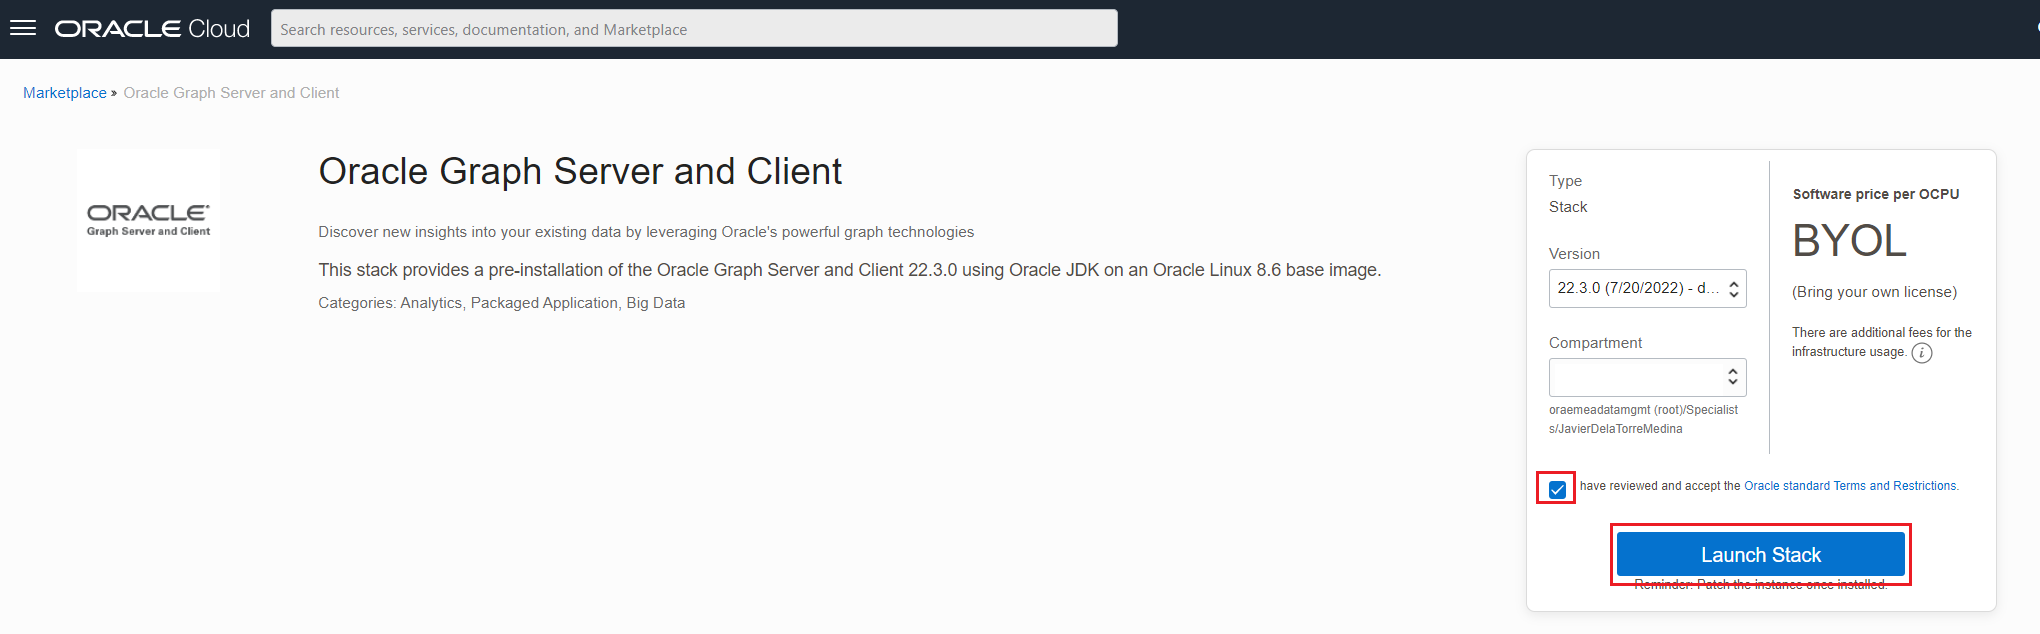 ORACLE Cloud
Search resources, services, documentation, and Marketplace
Marketplace » Oracle Graph Server and Client
ORACLE®
Graph Server and Client
Oracle Graph Server and Client
Discover new insights into your existing data by leveraging Oracle's powerful graph technologies
This stack provides a pre-installation of the Oracle Graph Server and Client 22.3.0 using Oracle JDK on an Oracle Linux 8.6 base image.
Categories: Analytics, Packaged Application, Big Data
Type
Stack
Version
22.3.0 (7/20/2022) - d...
Compartment
oraemeadatamgmt (root)/Specialist
s/JavierDelaTorreMedina
Software price per OCPU
BYOL
(Bring your own license)
There are additional fees for the
infrastructure usage.
have reviewed and accept the Oracle standard Terms and Restrictions.
Launch Stack
Reminder: Patch the instance once installed.